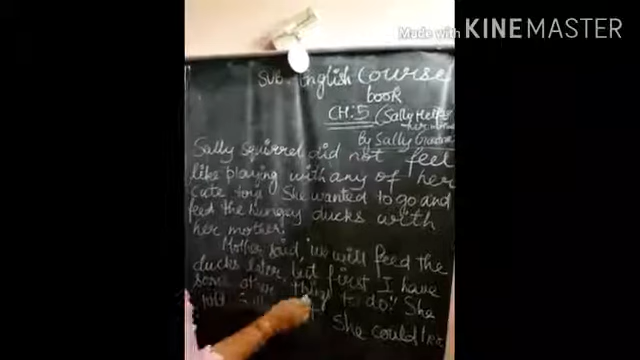 Made with KINEMASTER
SUB: English Course
book
CH:5 (Sally Helps
her mother
by Sally
Sally squirrel did not feel
like playing with any of her
cute toys She wanted to go and
feed the hungry ducks with
her mother.
Mother said, 'we will feed the
ducks later, but first I have
some other things to do." She
told
She could